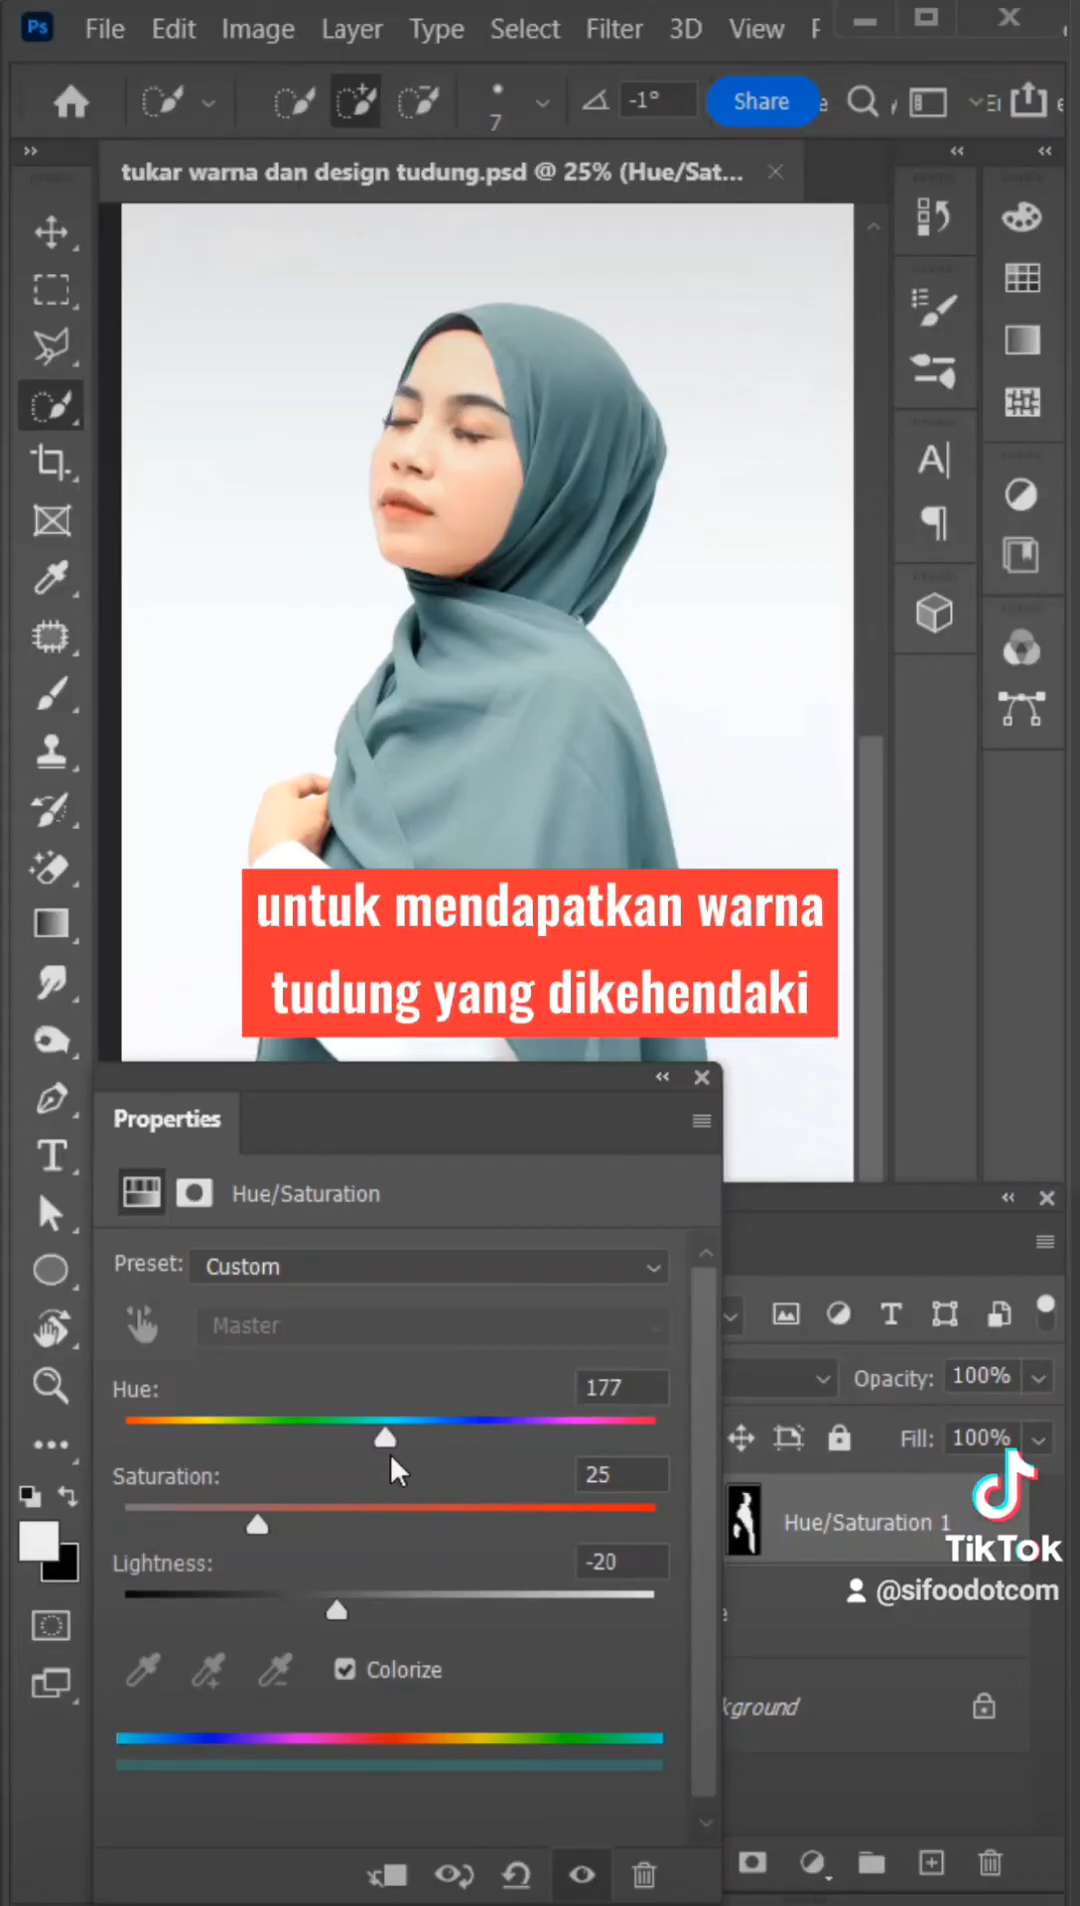 Ps File Edit Image Layer Type Select Filter 3D View
7
-1°
Share
tukar warna dan design tudung.psd @ 25% (Hue/Sat...
untuk mendapatkan warna
tudung yang dikehendaki
Properties
Hue/Saturation
Preset: Custom
Master
Hue: 177
Saturation: 25
Lightness: -20
Colorize
Opacity: 100%
Fill: 100%
Hue/Saturation 1
TikTok
@sifoodotcom
kground